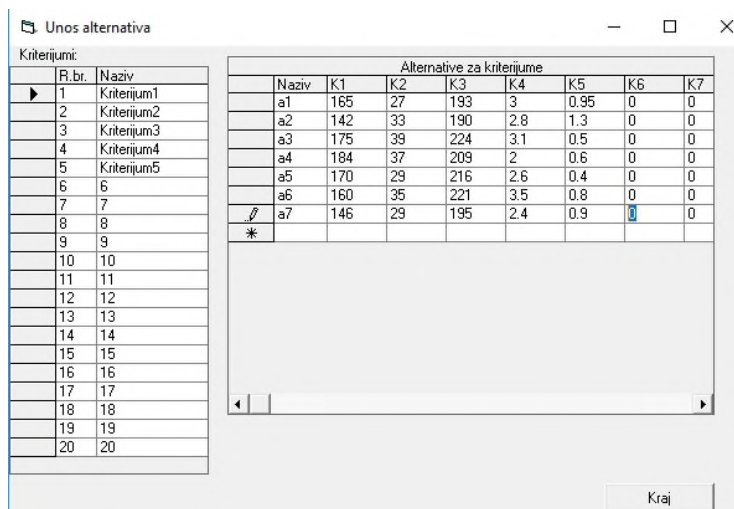 Unos alternativa
Kriterijumi:
R.br. Naziv
1 Kriterijum1
2 Kriterijum2
3 Kriterijum3
4 Kriterijum4
5 Kriterijum5
6 6
7 7
8 8
9 9
10 10
11 11
12 12
13 13
14 14
15 15
16 16
17 17
18 18
19 19
20 20
Alternative za kriterijume
Naziv K1 K2 K3 K4 K5 K6 K7
a1 165 27 193 3 0.95 0 0
a2 142 33 190 2.8 1.3 0 0
a3 175 39 224 3.1 0.5 0 0
a4 184 37 209 2 0.6 0 0
a5 170 29 216 2.6 0.4 0 0
a6 160 35 221 3.5 0.8 0 0
a7 146 29 195 2.4 0.9 0 0
Kraj